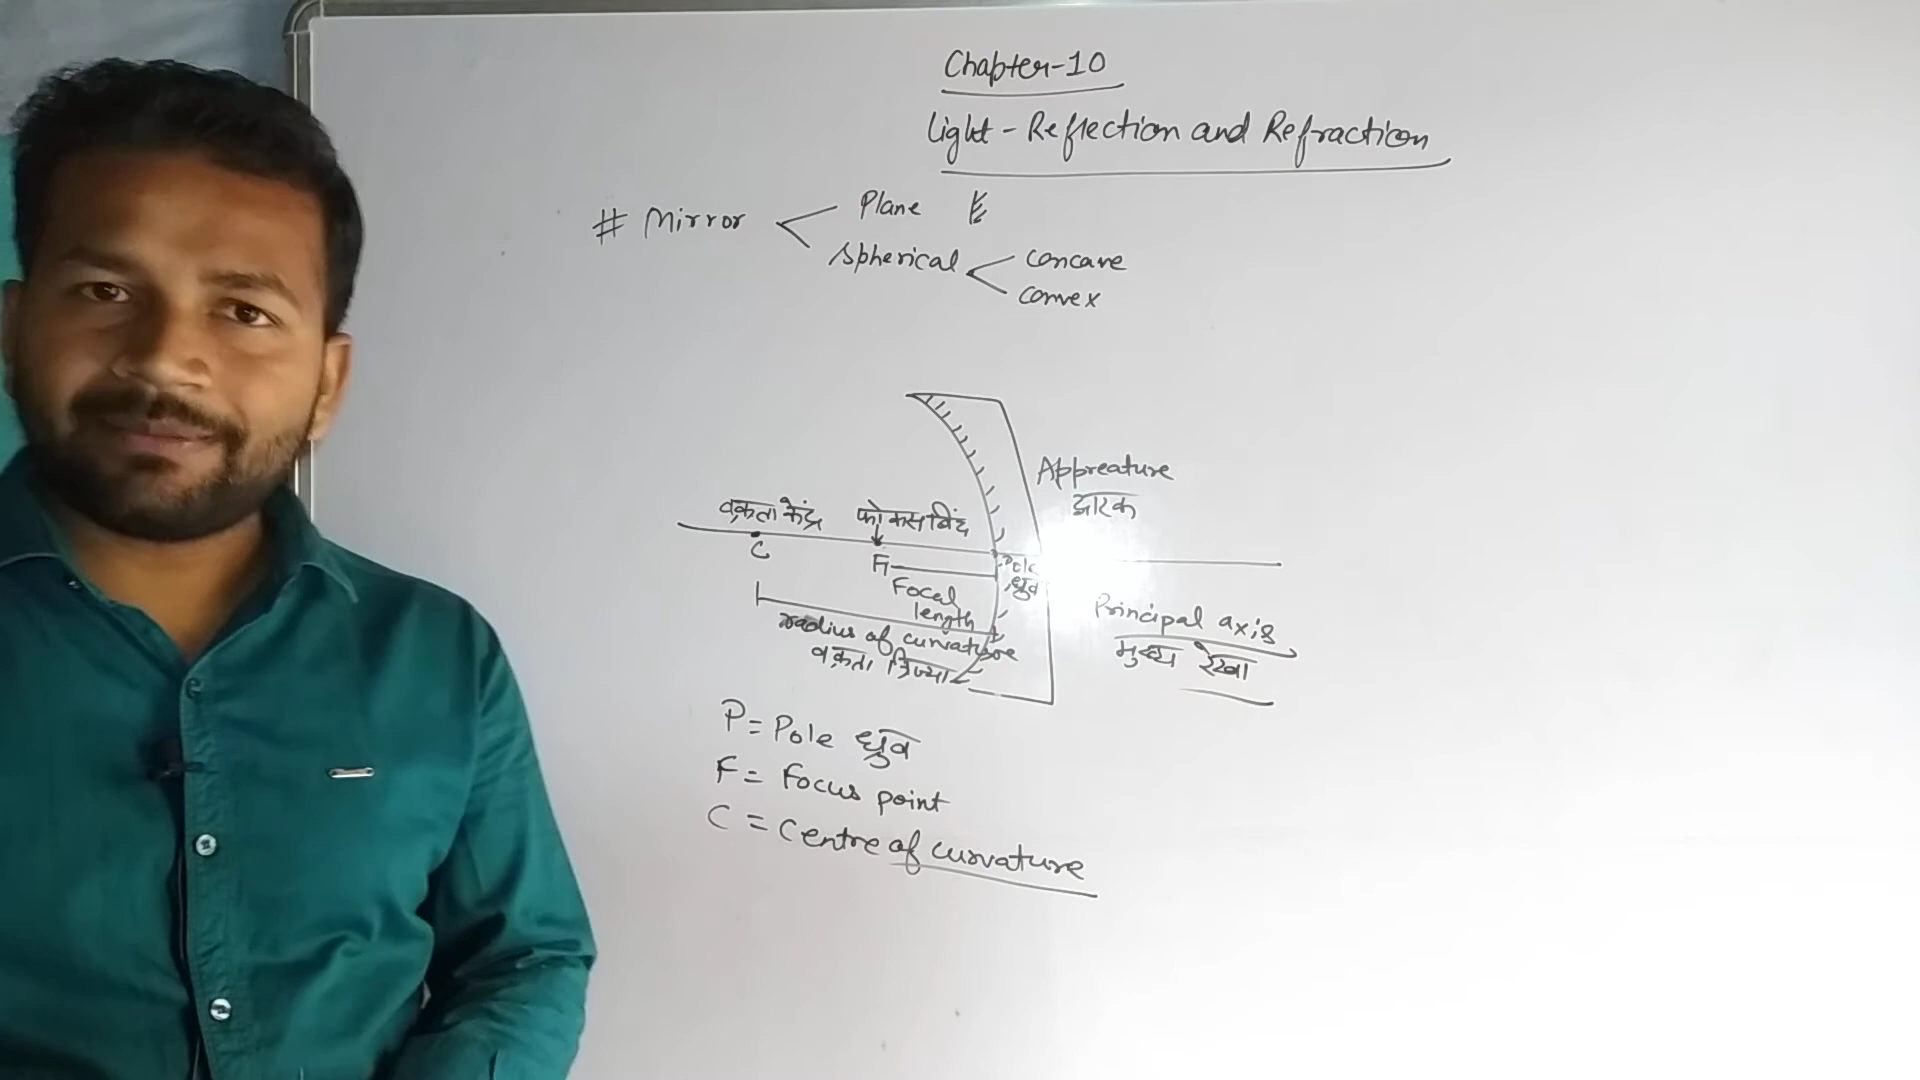 Chapter-10
Light - Reflection and Refraction
# Mirror
Plane
Spherical
concave
convex
Appreature
द्वारक
वक्रता केंद्र
फोकस बिंदु
C
F
Pole
ध्रुव
Focal
length
radius of curvature
वक्रता त्रिज्या
Principal axis
मुख्य रेखा
P = Pole ध्रुव
F = Focus point
C = Centre of curvature